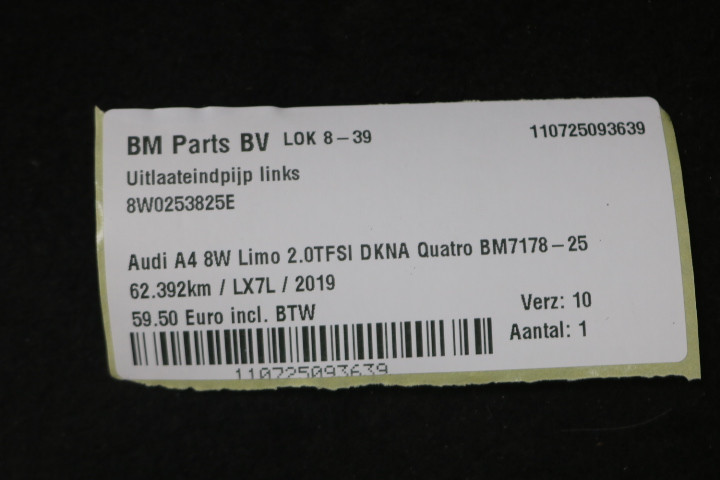 BM Parts BV LOK 8-39 110725093639
Uitlaateindpijp links
8W0253825E
Audi A4 8W Limo 2.0TFSI DKNA Quatro BM7178-25
62.392km / LX7L / 2019
59.50 Euro incl. BTW Verz: 10
Aantal: 1
110725093639